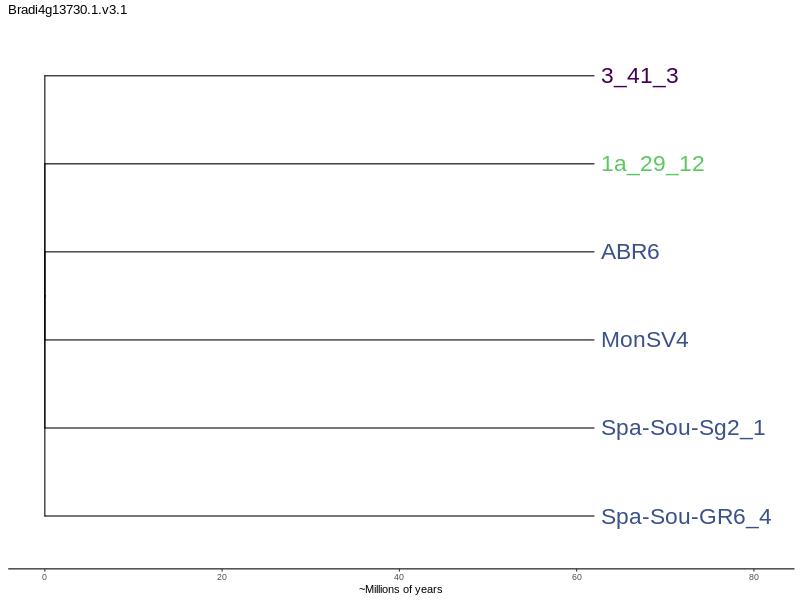 Bradi4g13730.1.v3.1
3_41_3
1a_29_12
ABR6
MonSV4
Spa-Sou-Sg2_1
Spa-Sou-GR6_4
0 20 40 60 80
~Millions of years